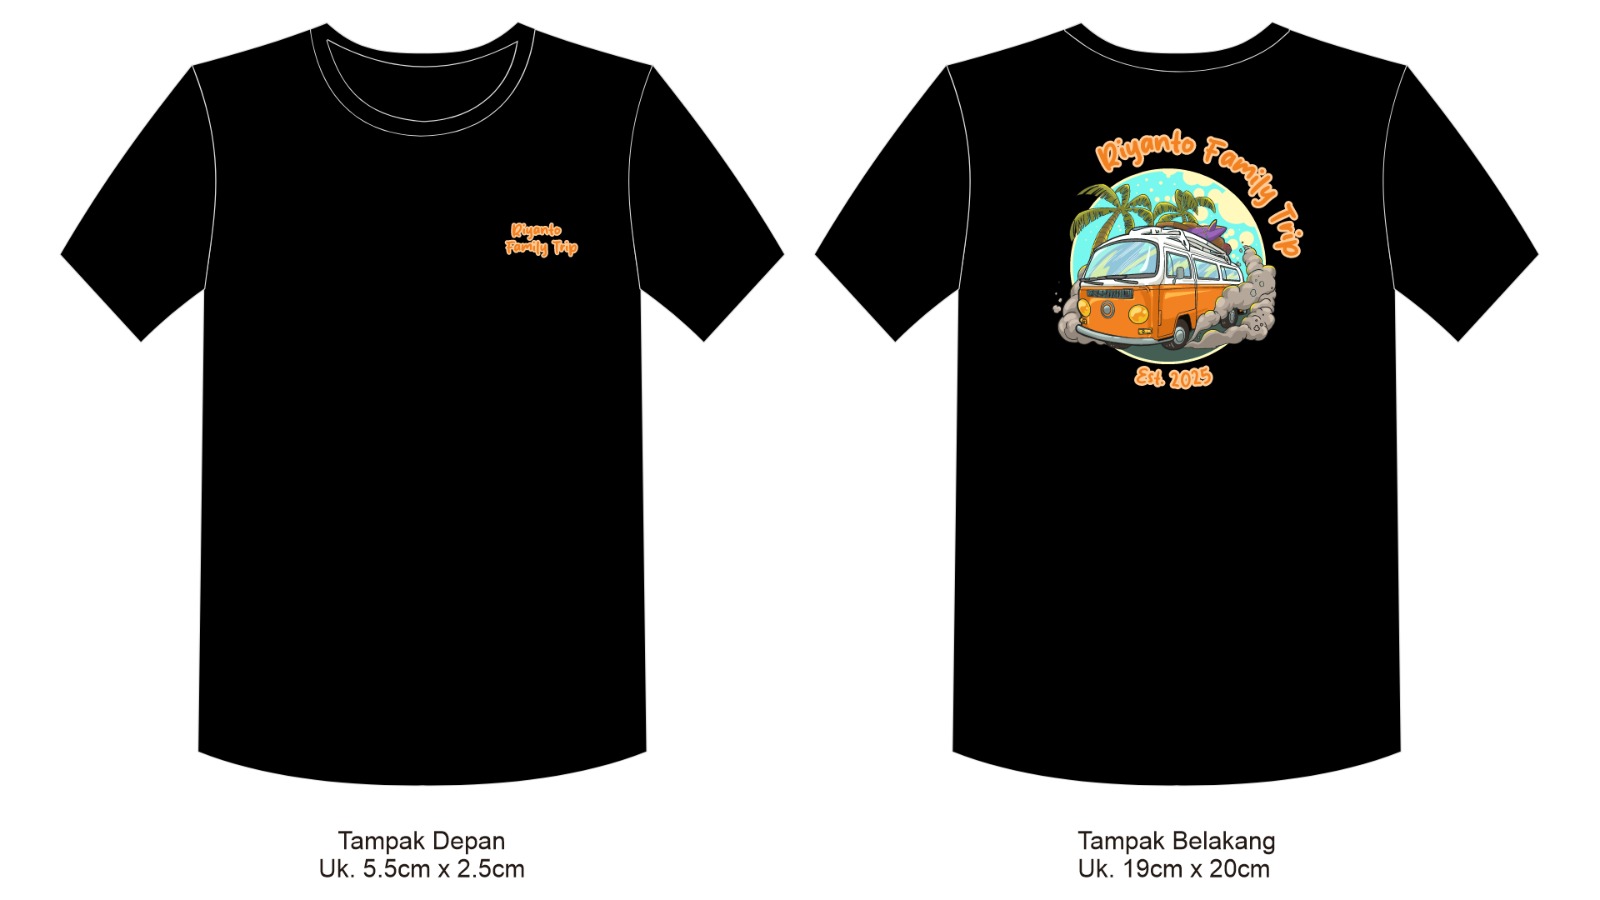 Riyanto
Family Trip
Riyanto Family Trip
Est. 2025
Tampak Depan
Uk. 5.5cm x 2.5cm
Tampak Belakang
Uk. 19cm x 20cm